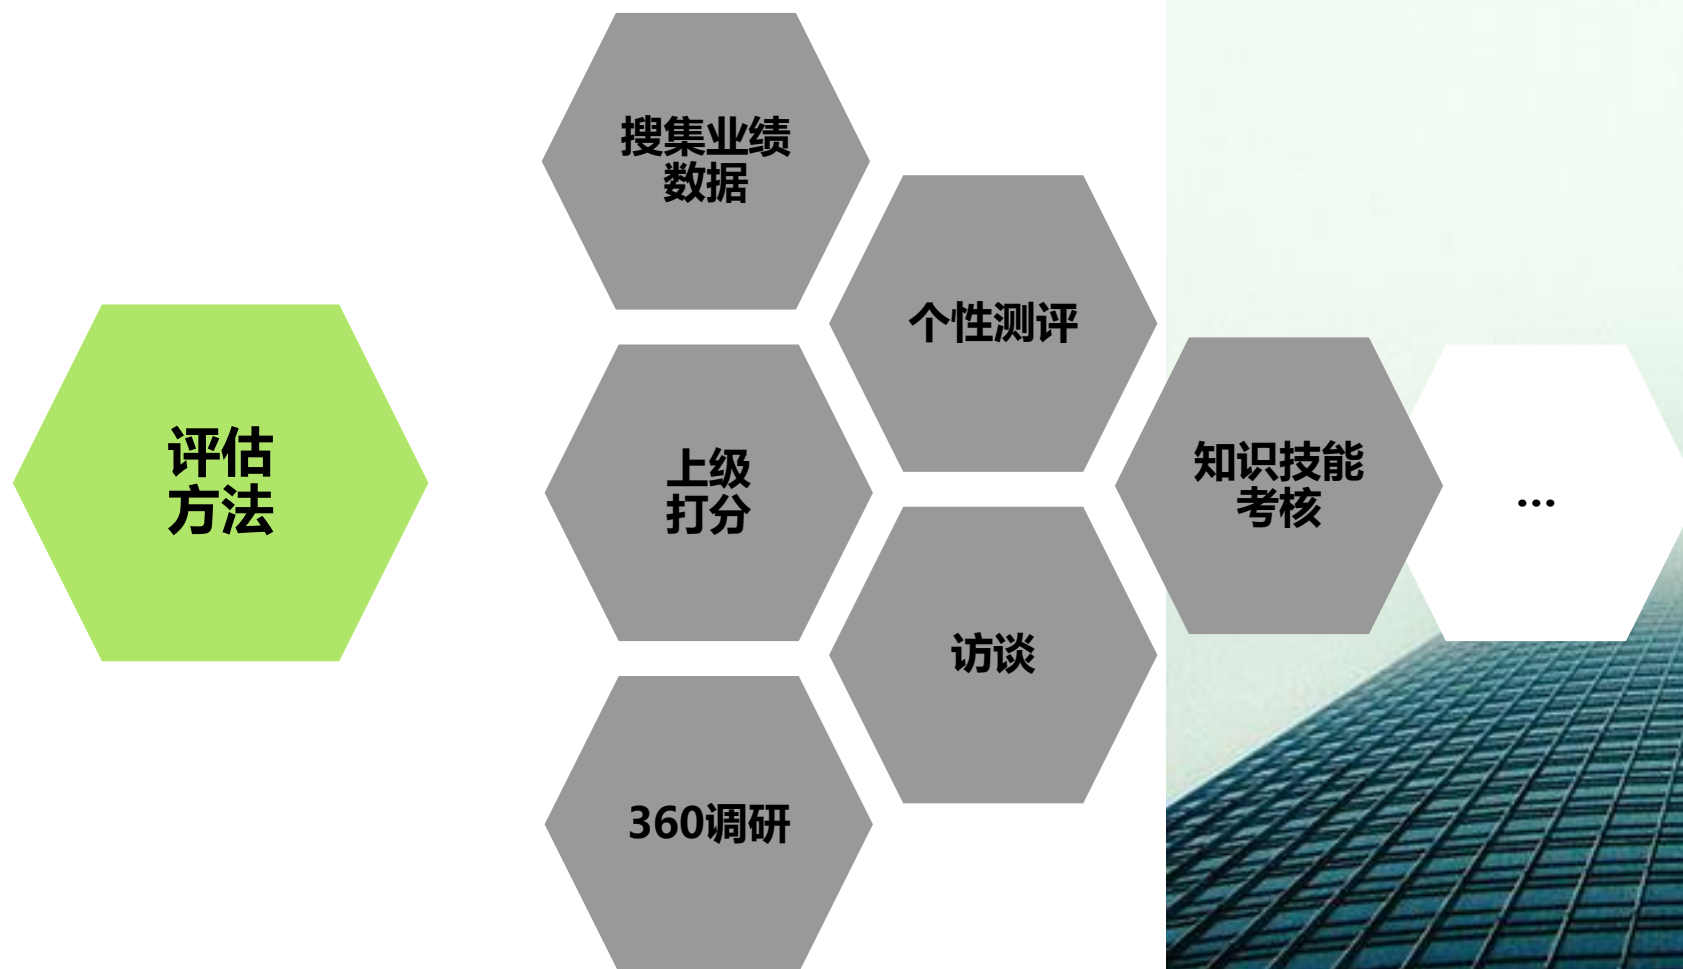 评估
方法
搜集业绩
数据
上级
打分
360调研
个性测评
访谈
知识技能
考核
...